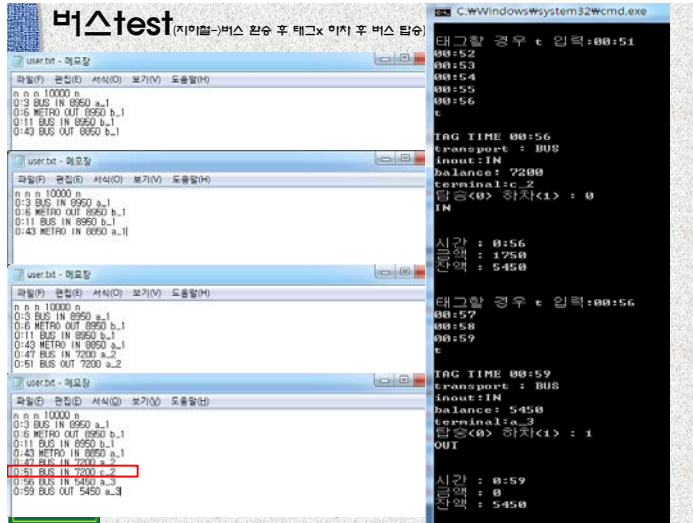 버스test(지하철->버스 환승 후 태그x 하차 후 버스 탑승)
user.txt - 메모장
파일(F) 편집(E) 서식(O) 보기(V) 도움말(H)
n n n 10000 n
0:3 BUS IN 8950 a_1
0:6 METRO OUT 8950 b_1
0:11 BUS IN 8950 b_1
0:43 BUS OUT 8850 b_1
user.txt - 메모장
파일(F) 편집(E) 서식(O) 보기(V) 도움말(H)
n n n 10000 n
0:3 BUS IN 8950 a_1
0:6 METRO OUT 8950 b_1
0:11 BUS IN 8950 b_1
0:43 METRO IN 8850 a_1
user.txt - 메모장
파일(F) 편집(E) 서식(O) 보기(V) 도움말(H)
n n n 10000 n
0:3 BUS IN 8950 a_1
0:6 METRO OUT 8950 b_1
0:11 BUS IN 8950 b_1
0:43 METRO IN 8850 a_1
0:47 BUS IN 7200 a_2
0:51 BUS OUT 7200 a_2
user.txt - 메모장
파일(F) 편집(E) 서식(O) 보기(V) 도움말(H)
n n n 10000 n
0:3 BUS IN 8950 a_1
0:6 METRO OUT 8950 b_1
0:11 BUS IN 8950 b_1
0:43 METRO IN 8850 a_1
0:47 BUS IN 7200 a_2
0:51 BUS IN 7200 c_2
0:56 BUS IN 5450 a_3
0:59 BUS OUT 5450 a_3
C:\Windows\system32\cmd.exe
태그할 경우 t 입력:00:51
00:52
00:53
00:54
00:55
00:56
t
TAG TIME 00:56
transport : BUS
inout:IN
balance: 7200
terminal:c_2
탑승<0> 하차<1> : 0
IN
시간 : 0:56
금액 : 1750
잔액 : 5450
태그할 경우 t 입력:00:56
00:57
00:58
00:59
t
TAG TIME 00:59
transport : BUS
inout:IN
balance: 5450
terminal:a_3
탑승<0> 하차<1> : 1
OUT
시간 : 0:59
금액 : 0
잔액 : 5450